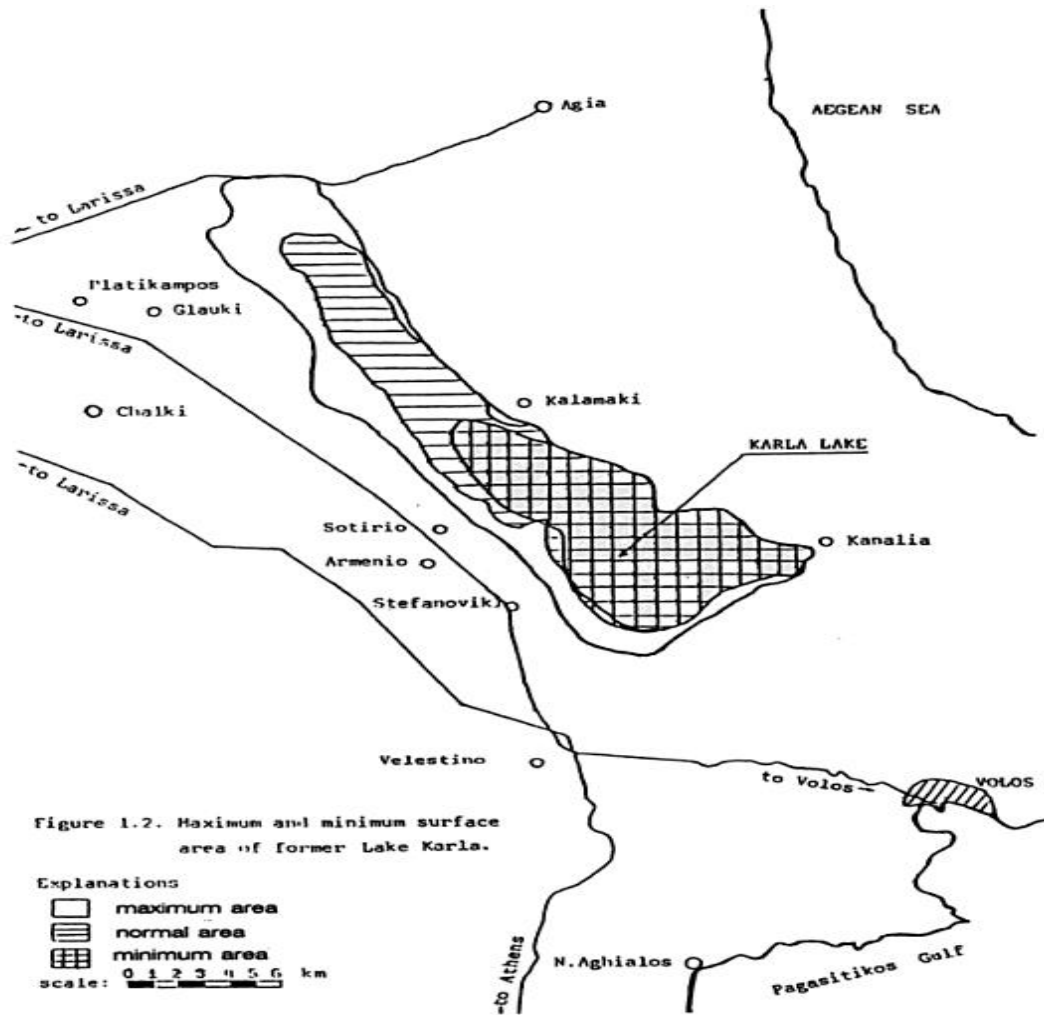 Agia
AEGEAN SEA
~ to Larissa
Platikampos
Glauki
-to Larissa
Chalki
Kalamaki
KARLA LAKE
-to Larissa
Sotirio
Kanalia
Armenio
Stefanoviki
Velestino
to Volos
VOLOS
Figure 1.2. Maximum and minimum surface
area of former Lake Karla.
Explanations
maximum area
normal area
minimum area
scale: 0 1 2 3 4 5 6 km
-to Athens
N.Aghialos
Pagasitikos Gulf